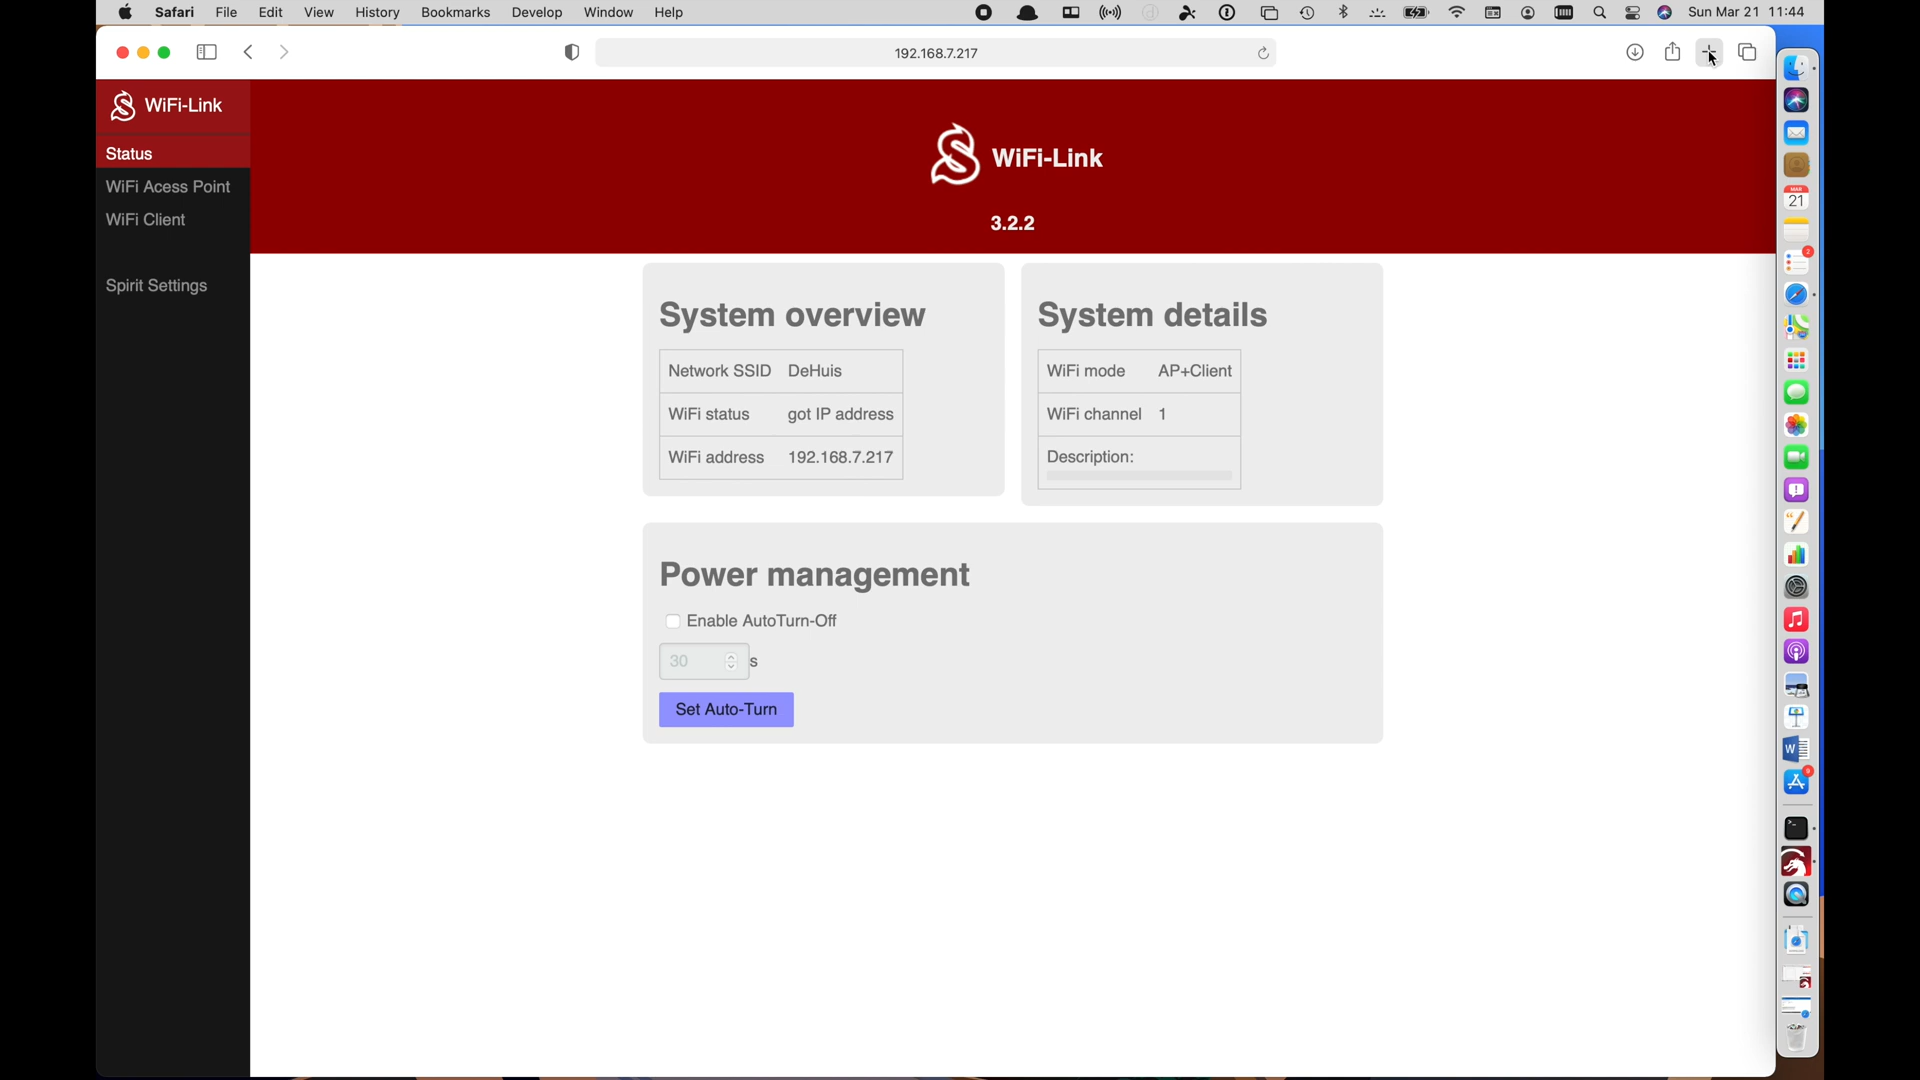 Safari File Edit View History Bookmarks Develop Window Help Sun Mar 21 11:44
192.168.7.217
WiFi-Link
Status
WiFi Acess Point
WiFi Client
Spirit Settings
WiFi-Link
3.2.2
System overview
Network SSID DeHuis
WiFi status got IP address
WiFi address 192.168.7.217
System details
WiFi mode AP+Client
WiFi channel 1
Description:
Power management
Enable AutoTurn-Off
30 s
Set Auto-Turn
MAR
21